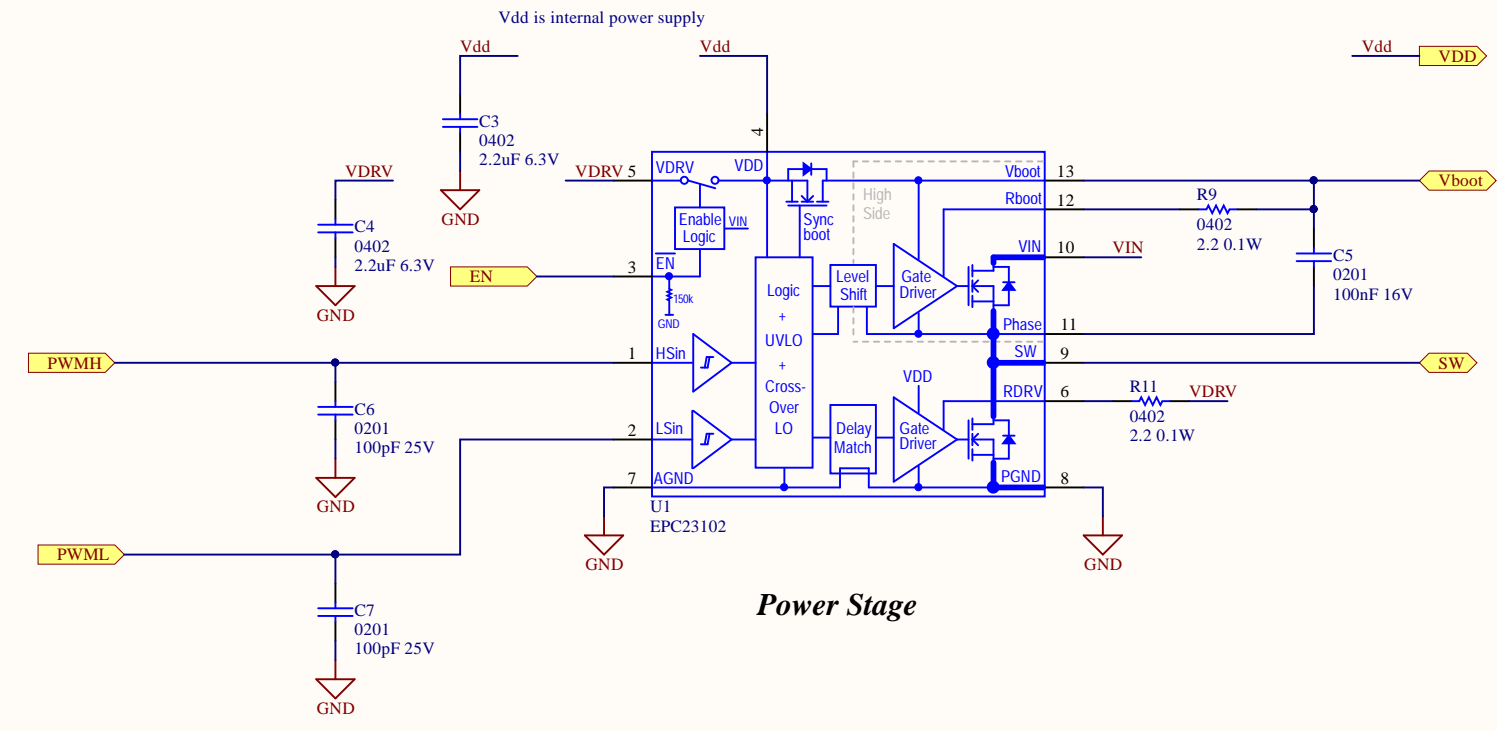 Vdd is internal power supply
Vdd
Vdd
Vdd
VDD
C3
0402
2.2uF 6.3V
GND
4
VDRV
C4
0402
2.2uF 6.3V
GND
VDRV 5
VDRV
VDD
Enable
Logic
VIN
Sync
boot
High
Side
Vboot
13
Vboot
Rboot
12
R9
0402
2.2 0.1W
VIN
10
VIN
C5
0201
100nF 16V
EN
3
EN
150k
GND
Logic
+
UVLO
+
Cross-
Over
LO
Level
Shift
Gate
Driver
Phase
11
PWMH
1
HSin
SW
9
SW
VDD
RDRV
6
R11
0402
2.2 0.1W
VDRV
C6
0201
100pF 25V
GND
2
LSin
Delay
Match
Gate
Driver
7
AGND
PGND
8
U1
EPC23102
GND
GND
PWML
C7
0201
100pF 25V
GND
Power Stage